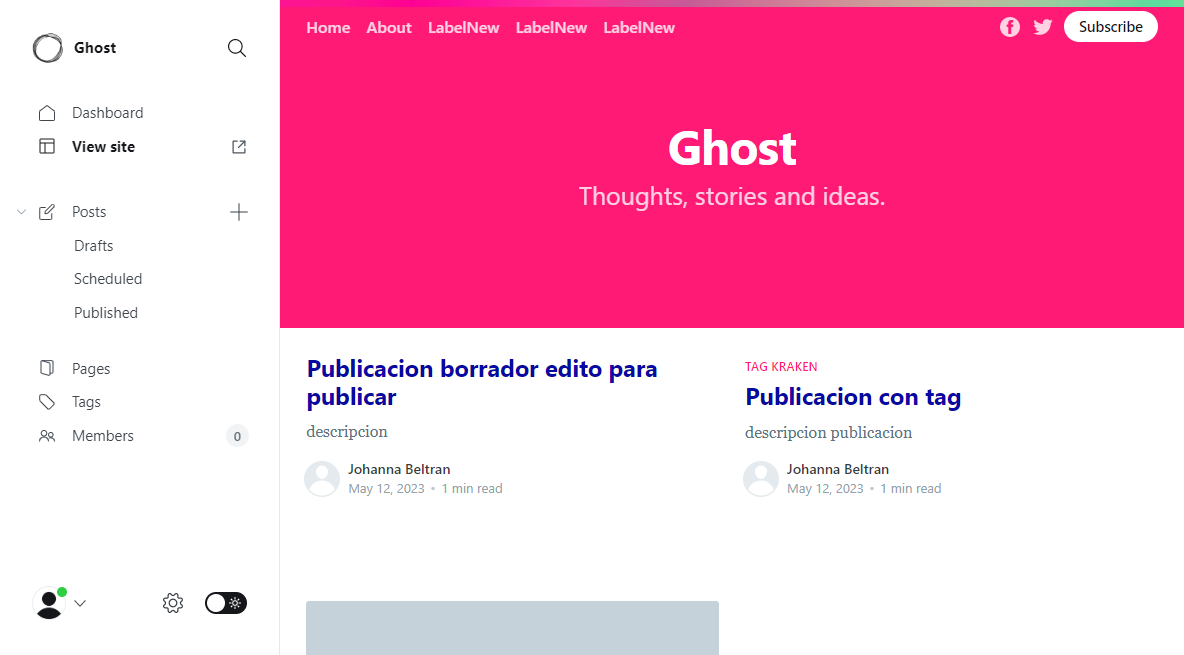 Ghost
Dashboard
View site
Posts
Drafts
Scheduled
Published
Pages
Tags
Members
0
Home About LabelNew LabelNew LabelNew
Subscribe
Ghost
Thoughts, stories and ideas.
Publicacion borrador edito para
publicar
descripcion
Johanna Beltran
May 12, 2023 • 1 min read
TAG KRAKEN
Publicacion con tag
descripcion publicacion
Johanna Beltran
May 12, 2023 • 1 min read